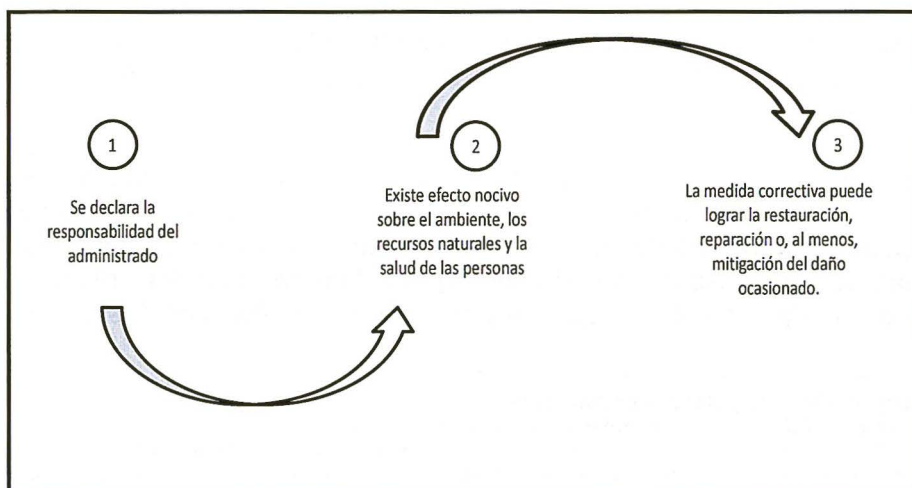 1
Se declara la
responsabilidad del
administrado
2
Existe efecto nocivo
sobre el ambiente, los
recursos naturales y la
salud de las personas
3
La medida correctiva puede
lograr la restauración,
reparación o, al menos,
mitigación del daño
ocasionado.